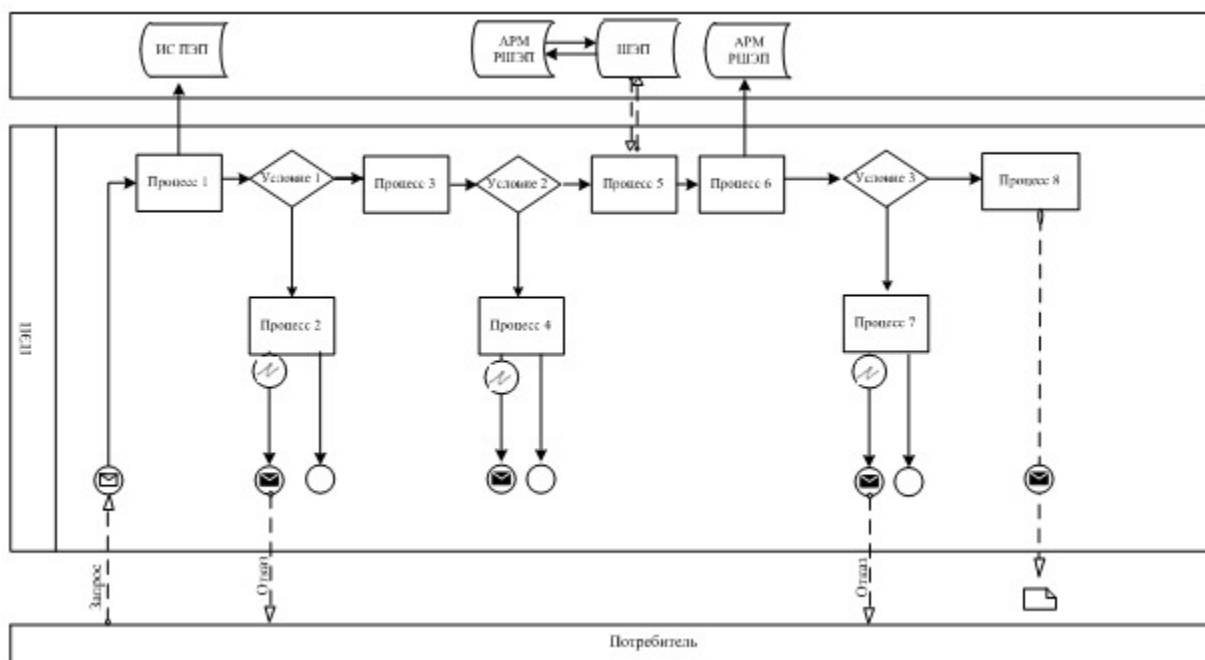 ИС ПЭП
АРМ
РШЭП
ШЭП
АРМ
РШЭП
Процесс 1
Условие 1
Процесс 3
Условие 2
Процесс 5
Процесс 6
Условие 3
Процесс 8
Процесс 2
Процесс 4
Процесс 7
ПЭП
Запрос
Отказ
Отказ
Потребитель